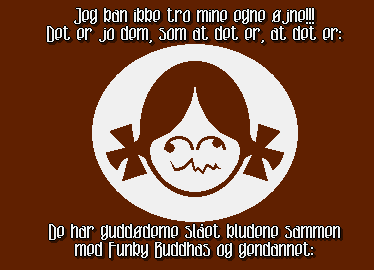 Jeg kan ikke tro mine egne øjne!!!
Det er jo dem, som at det er, at det er:
De har guddødeme slået kludene sammen
med Funky Buddhas og gendannet: